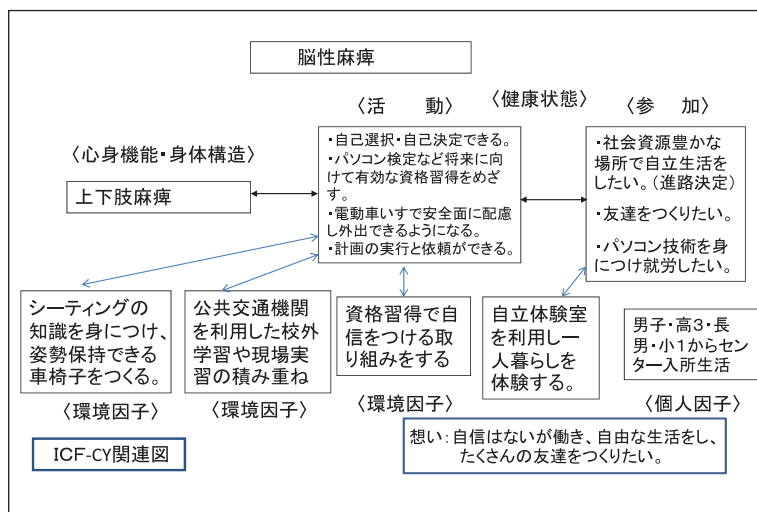 脳性麻痺
〈活　動〉
〈健康状態〉
〈参　加〉
〈心身機能・身体構造〉
上下肢麻痺
・自己選択・自己決定できる。
・パソコン検定など将来に向
けて有効な資格習得をめざ
す。
・電動車いすで安全面に配慮
し外出できるようになる。
・計画の実行と依頼ができる。
・社会資源豊かな
場所で自立生活を
したい。（進路決定）
・友達をつくりたい。
・パソコン技術を身
につけ就労したい。
シーティングの
知識を身につけ、
姿勢保持できる
車椅子をつくる。
公共交通機関
を利用した校外
学習や現場実
習の積み重ね
資格習得で自
信をつける取
り組みをする
自立体験室
を利用し一
人暮らしを
体験する。
男子・高３・長
男・小１からセン
ター入所生活
〈環境因子〉
〈環境因子〉
〈環境因子〉
〈個人因子〉
ICF-CY関連図
想い：自信はないが働き、自由な生活をし、
たくさんの友達をつくりたい。